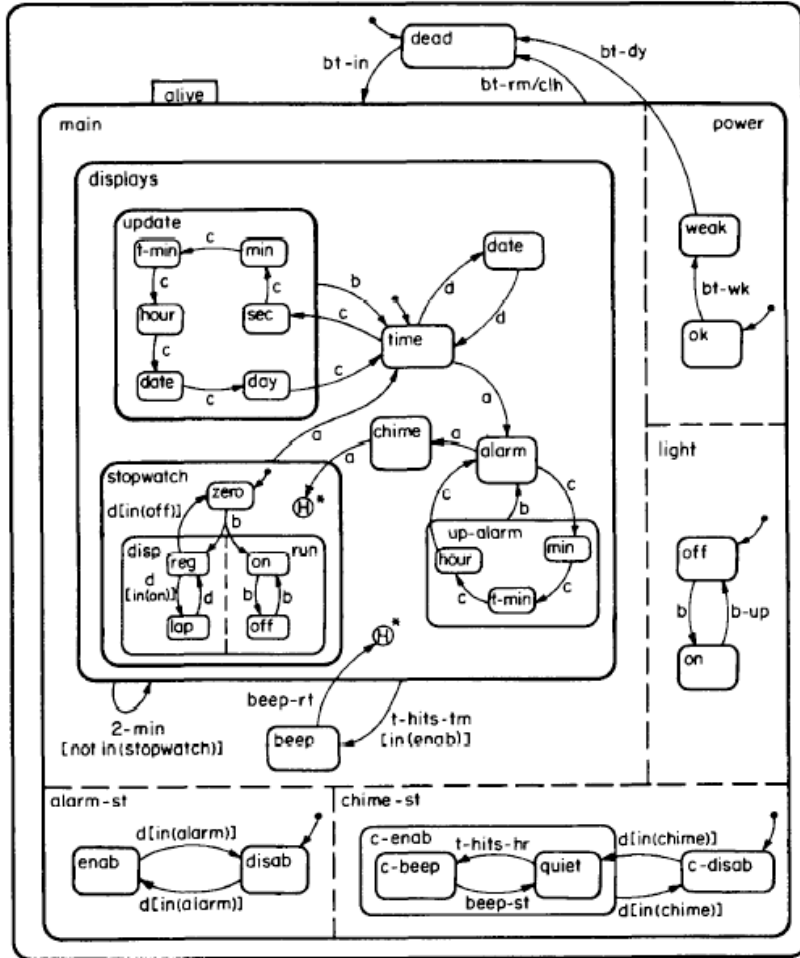 dead
bt-in
bt-dy
bt-rm/clh
alive
main
power
displays
update
t-min
c
min
date
weak
c
c
b
d
bt-wk
hour
sec
c
d
time
ok
c
date
c
day
c
a
a
chime
a
alarm
light
a
stopwatch
zero
H*
d[in(off)]
b
c
b
c
up-alarm
off
disp
reg
on
run
hour
min
d
[in(on)]
d
b
b
c
t-min
c
b
b-up
lap
off
H*
on
beep-rt
t-hits-tm
2-min
beep
[in(enab)]
[not in(stopwatch)]
alarm-st
chime-st
d[in(alarm)]
c-enab
t-hits-hr
d[in(chime)]
enab
disab
c-beep
quiet
c-disab
d[in(alarm)]
beep-st
d[in(chime)]